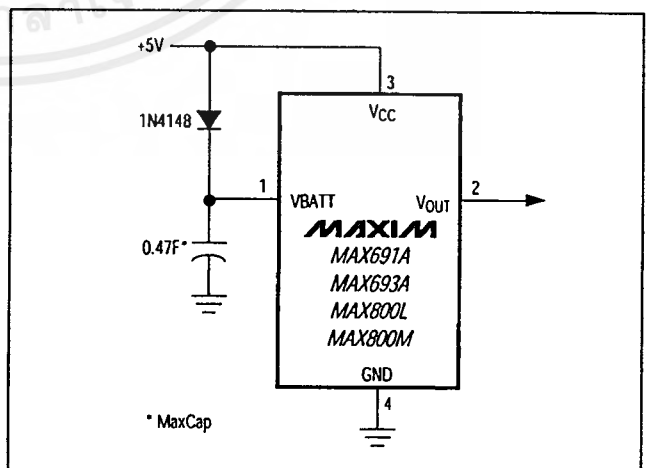 +5V
3
VCC
1N4148
1
VBATT
2
VOUT
0.47F*
MAXIM
MAX691A
MAX693A
MAX800L
MAX800M
GND
4
* MaxCap